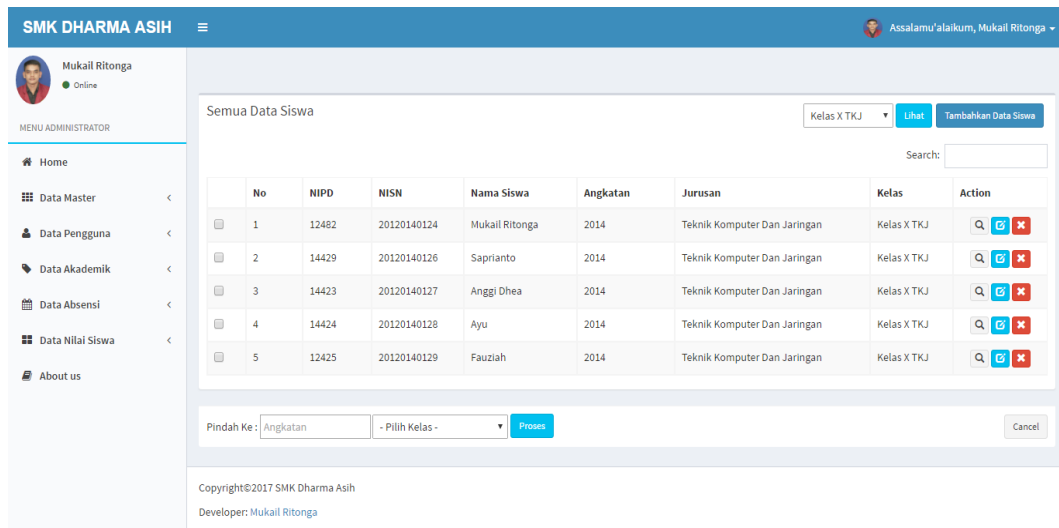 SMK DHARMA ASIH
Assalamu'alaikum, Mukail Ritonga
Mukail Ritonga
Online
MENU ADMINISTRATOR
Home
Data Master
Data Pengguna
Data Akademik
Data Absensi
Data Nilai Siswa
About us
Semua Data Siswa
Kelas X TKJ Lihat Tambahkan Data Siswa
Search:
No NIPD NISN Nama Siswa Angkatan Jurusan Kelas Action
1 12482 20120140124 Mukail Ritonga 2014 Teknik Komputer Dan Jaringan Kelas X TKJ
2 14429 20120140126 Saprianto 2014 Teknik Komputer Dan Jaringan Kelas X TKJ
3 14423 20120140127 Anggi Dhea 2014 Teknik Komputer Dan Jaringan Kelas X TKJ
4 14424 20120140128 Ayu 2014 Teknik Komputer Dan Jaringan Kelas X TKJ
5 12425 20120140129 Fauziah 2014 Teknik Komputer Dan Jaringan Kelas X TKJ
Pindah Ke : Angkatan - Pilih Kelas - Proses Cancel
Copyright©2017 SMK Dharma Asih
Developer: Mukail Ritonga